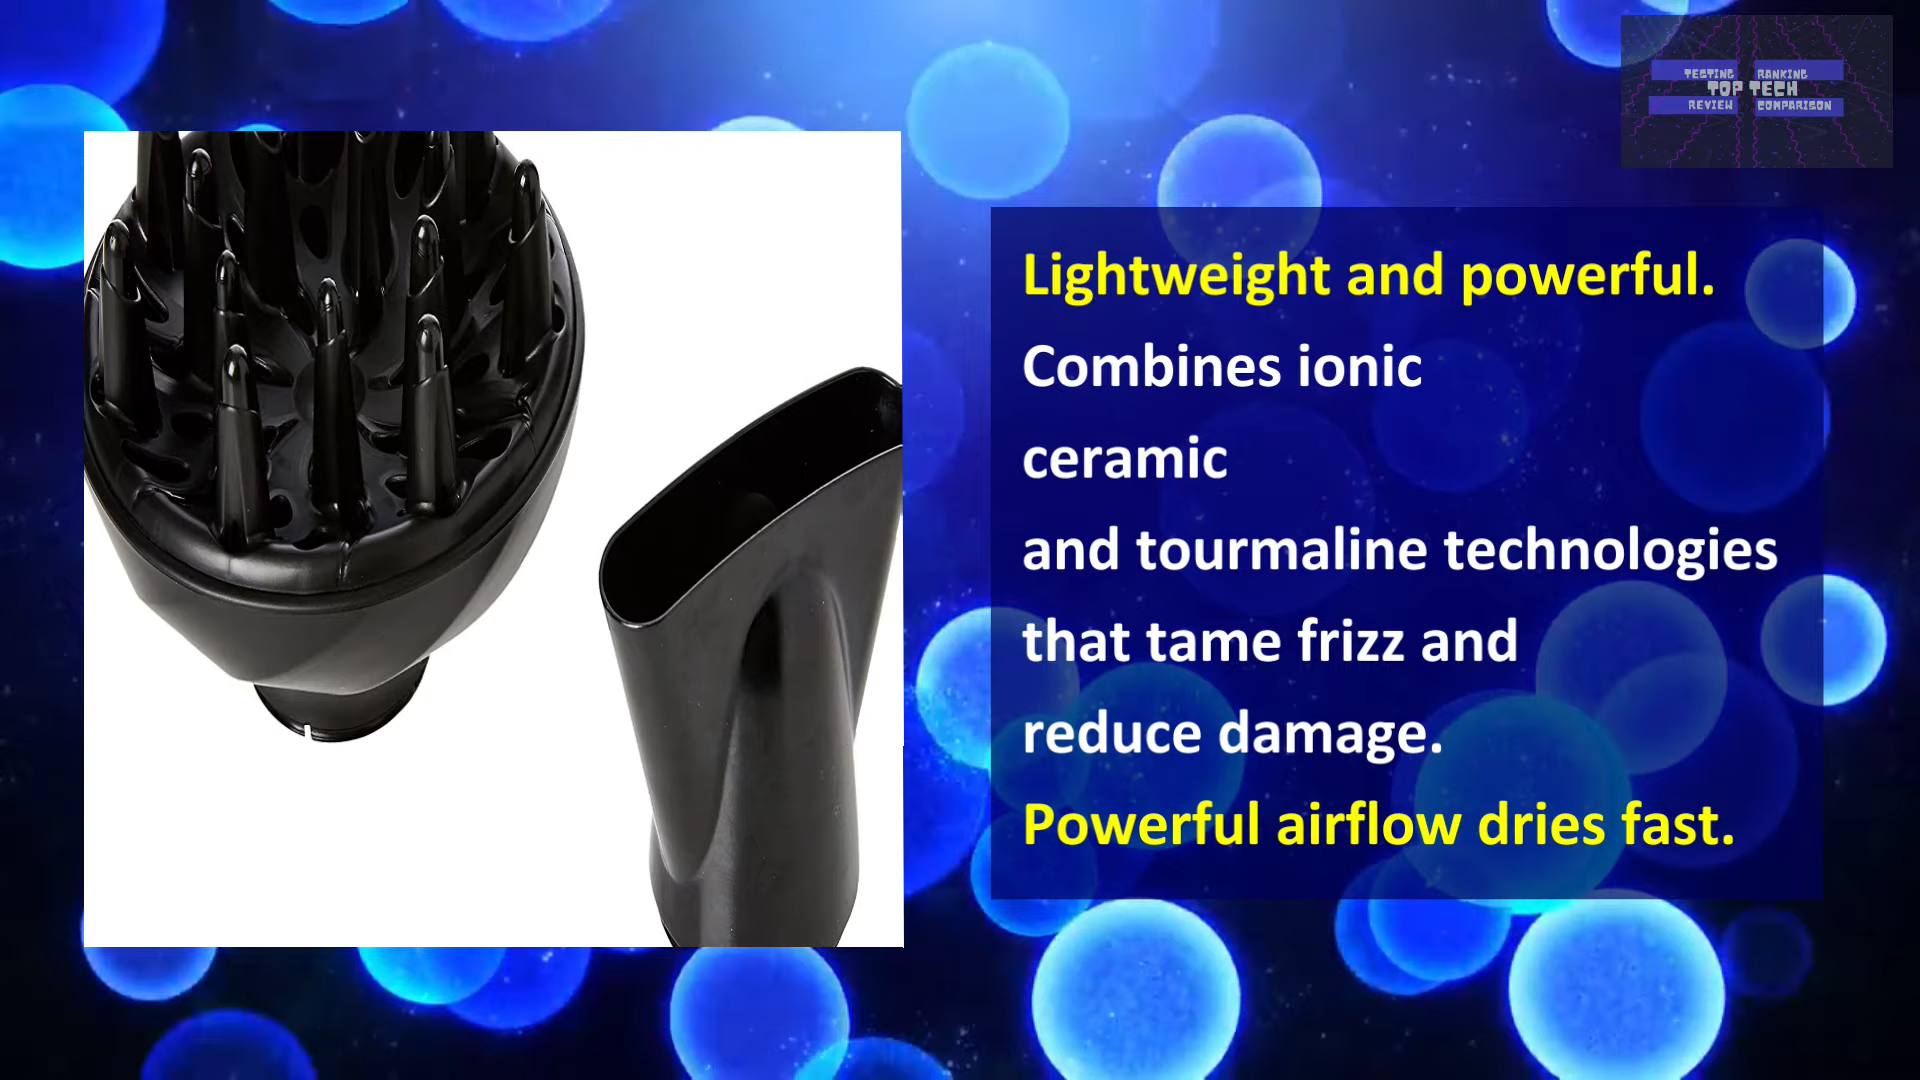 TESTING RANKING
TOP TECH
REVIEW COMPARISON
Lightweight and powerful.
Combines ionic
ceramic
and tourmaline technologies
that tame frizz and
reduce damage.
Powerful airflow dries fast.